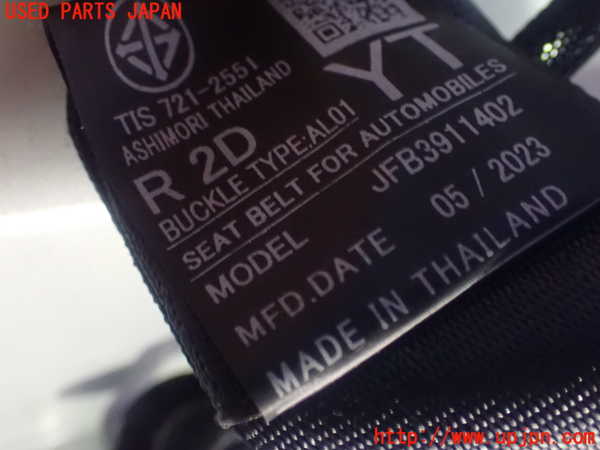 USED PARTS JAPAN
TIS 721-2551
ASHIMORI THAILAND
YT
R 2D
BUCKLE TYPE:AL01
SEAT BELT FOR AUTOMOBILES
MODEL JFB3911402
MFD.DATE 05 / 2023
MADE IN THAILAND
JFC http://www.upjpn.com